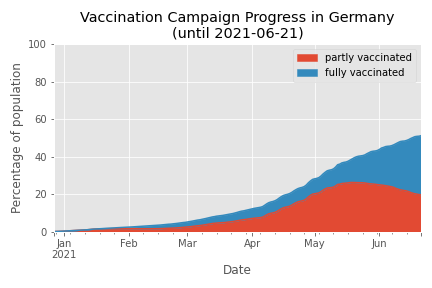 Vaccination Campaign Progress in Germany
(until 2021-06-21)
Percentage of population
100
80
60
40
20
0
partly vaccinated
fully vaccinated
Jan Feb Mar Apr May Jun
2021
Date